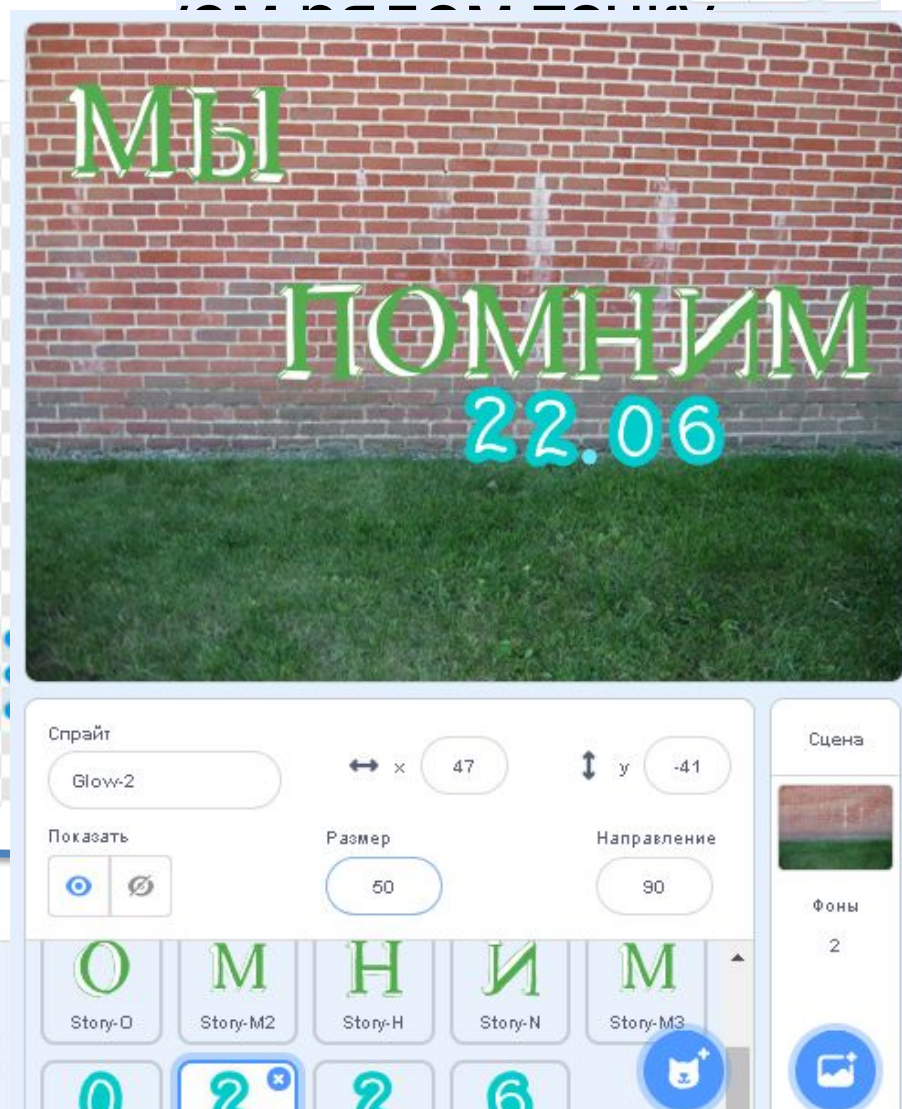 МЫ
ПОМНИМ
22.06
Спрайт
Glow-2
x 47
y -41
Показать
Размер
50
Направление
90
Сцена
Фоны
2
О М Н И М
Story-O Story-M2 Story-H Story-N Story-M3
0 2 2 6